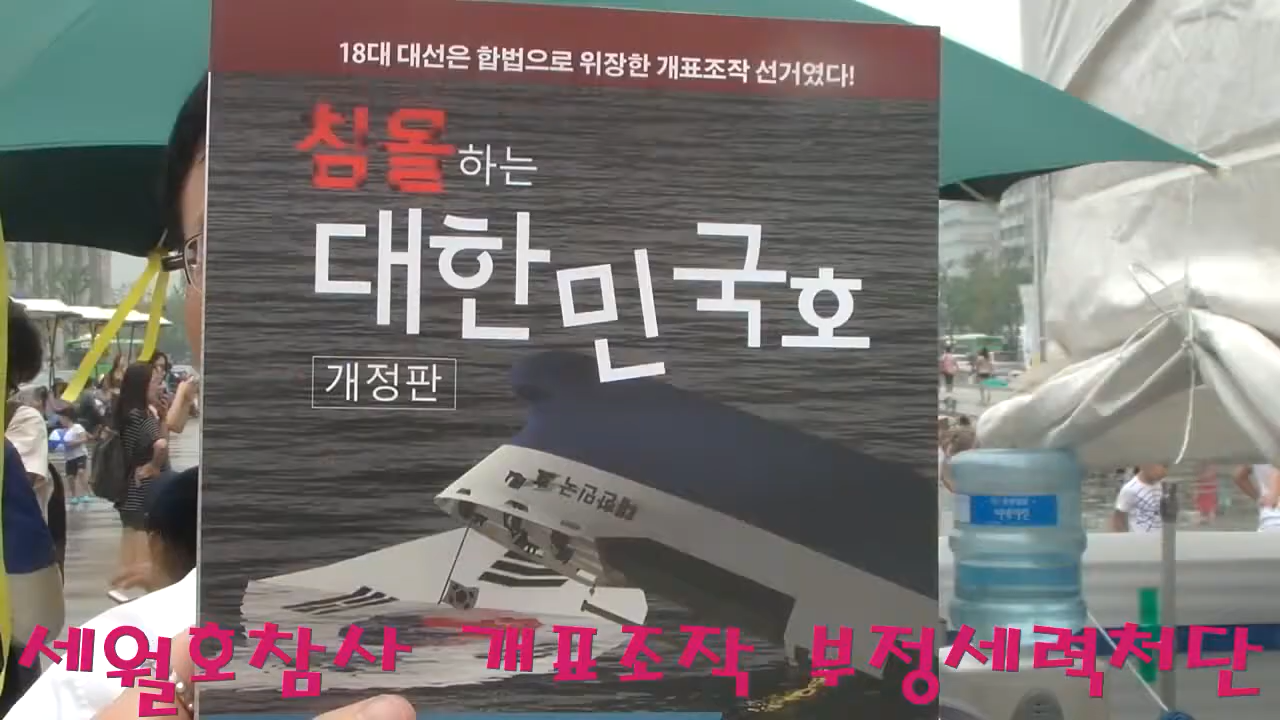 18대 대선은 합법으로 위장한 개표조작 선거였다!
침몰하는
대한민국호
개정판
세월호참사 개표조작 부정세력처단